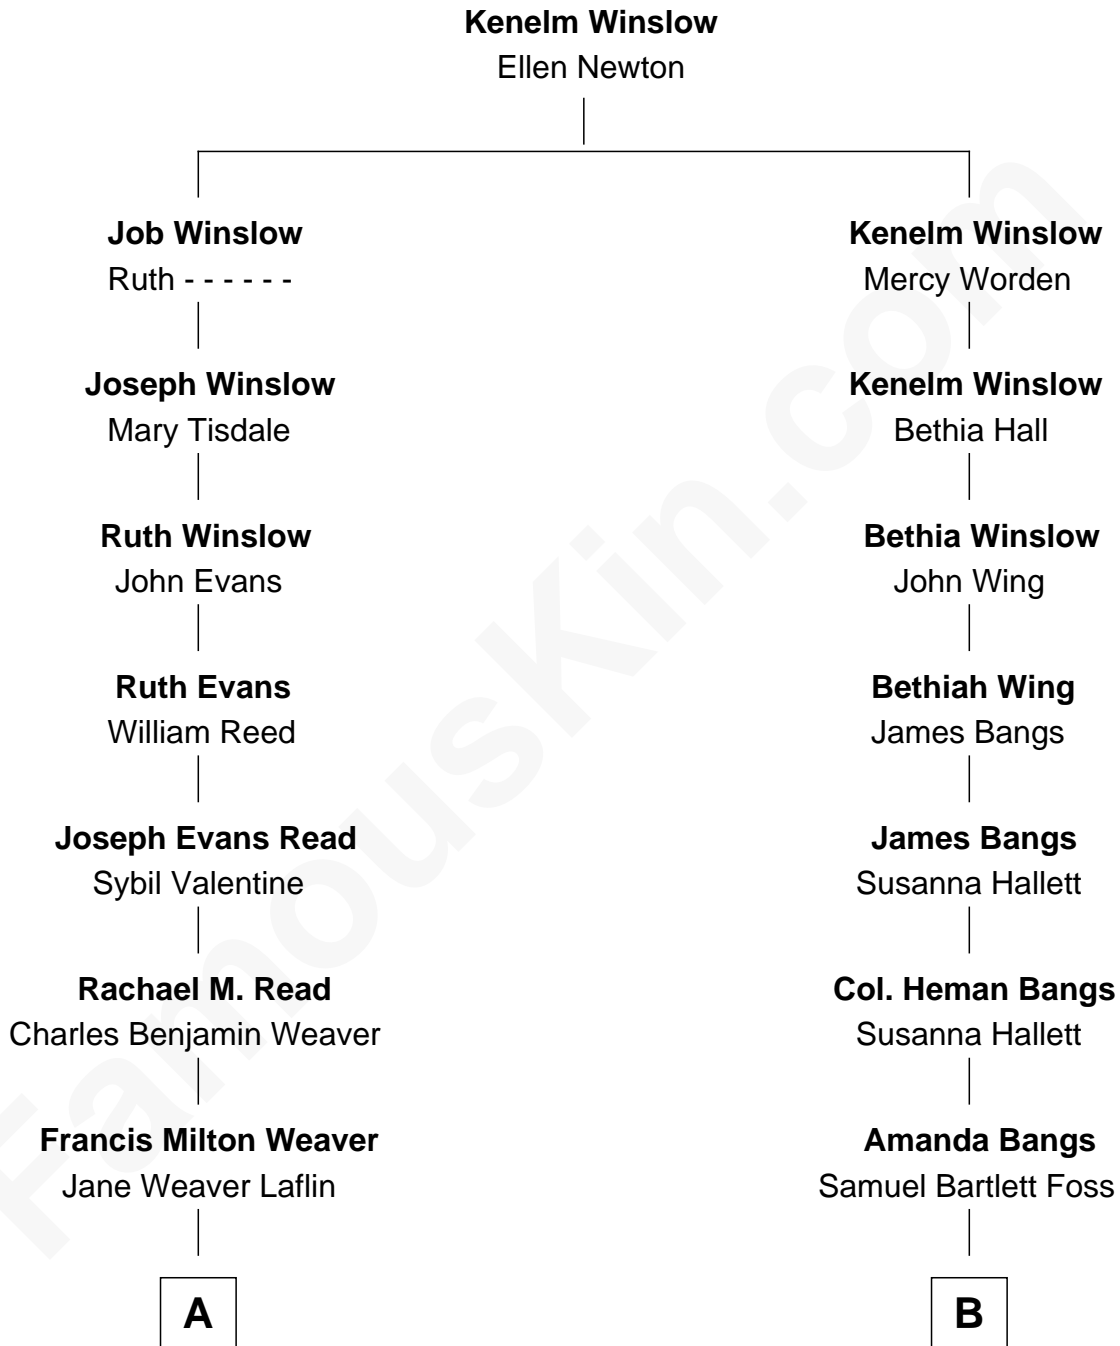 Kenelm Winslow
Ellen Newton
Job Winslow
Ruth - - - - - -
Joseph Winslow
Mary Tisdale
Ruth Winslow
John Evans
Ruth Evans
William Reed
Joseph Evans Read
Sybil Valentine
Rachael M. Read
Charles Benjamin Weaver
Francis Milton Weaver
Jane Weaver Laflin
A
Kenelm Winslow
Mercy Worden
Kenelm Winslow
Bethia Hall
Bethia Winslow
John Wing
Bethiah Wing
James Bangs
James Bangs
Susanna Hallett
Col. Heman Bangs
Susanna Hallett
Amanda Bangs
Samuel Bartlett Foss
B
FamousKin.com